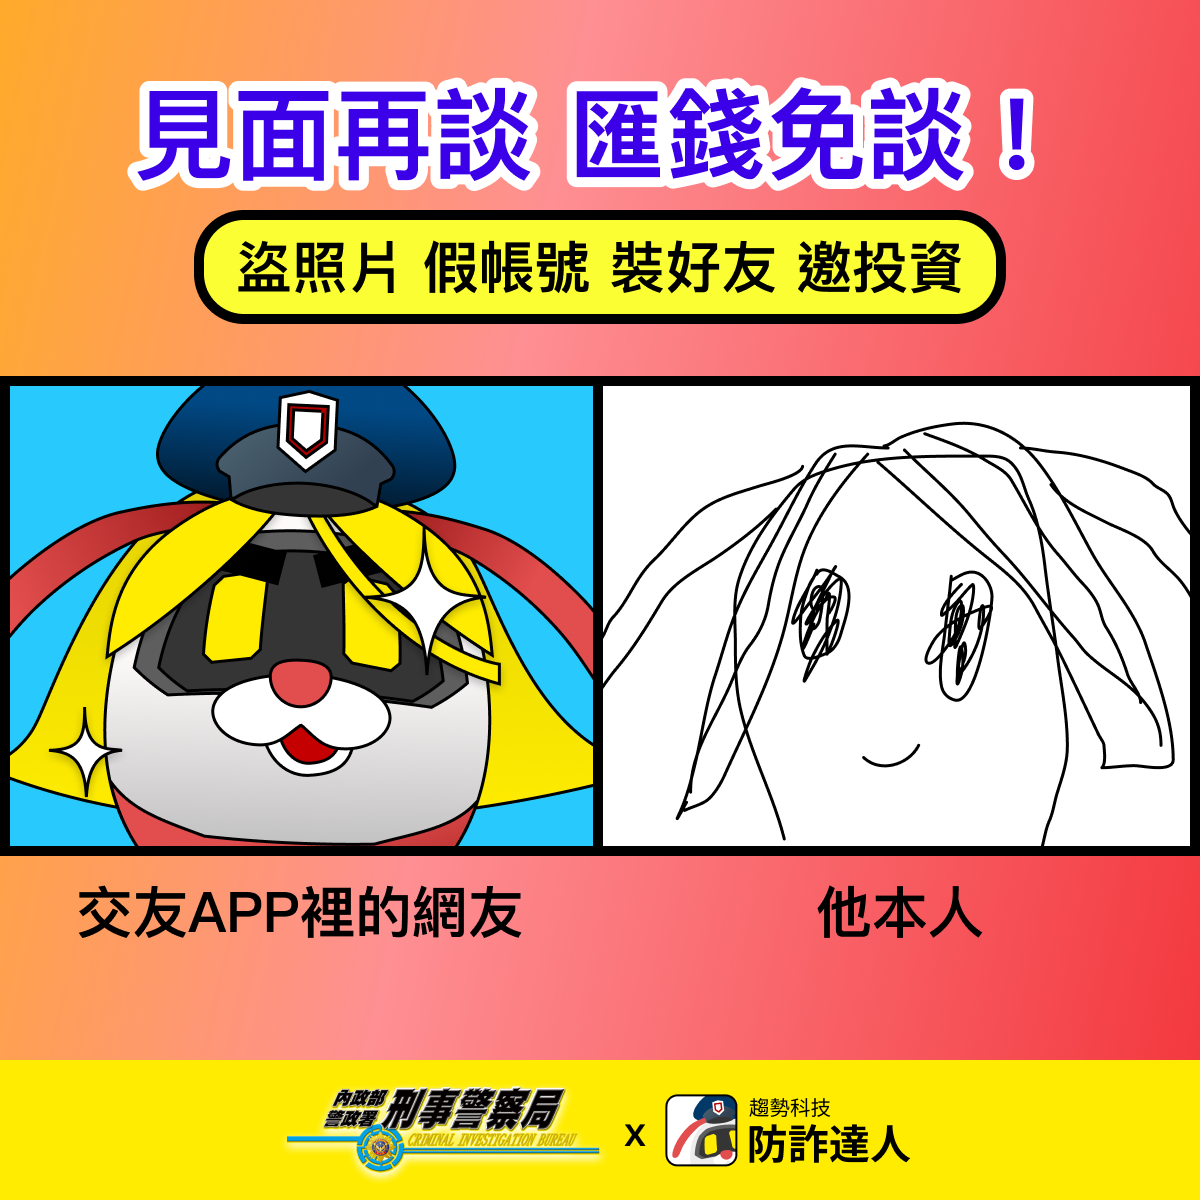 見面再談 匯錢免談！
盜照片 假帳號 裝好友 邀投資
交友APP裡的網友
他本人
內政部
警政署
刑事警察局
CRIMINAL INVESTIGATION BUREAU
x
趨勢科技
防詐達人